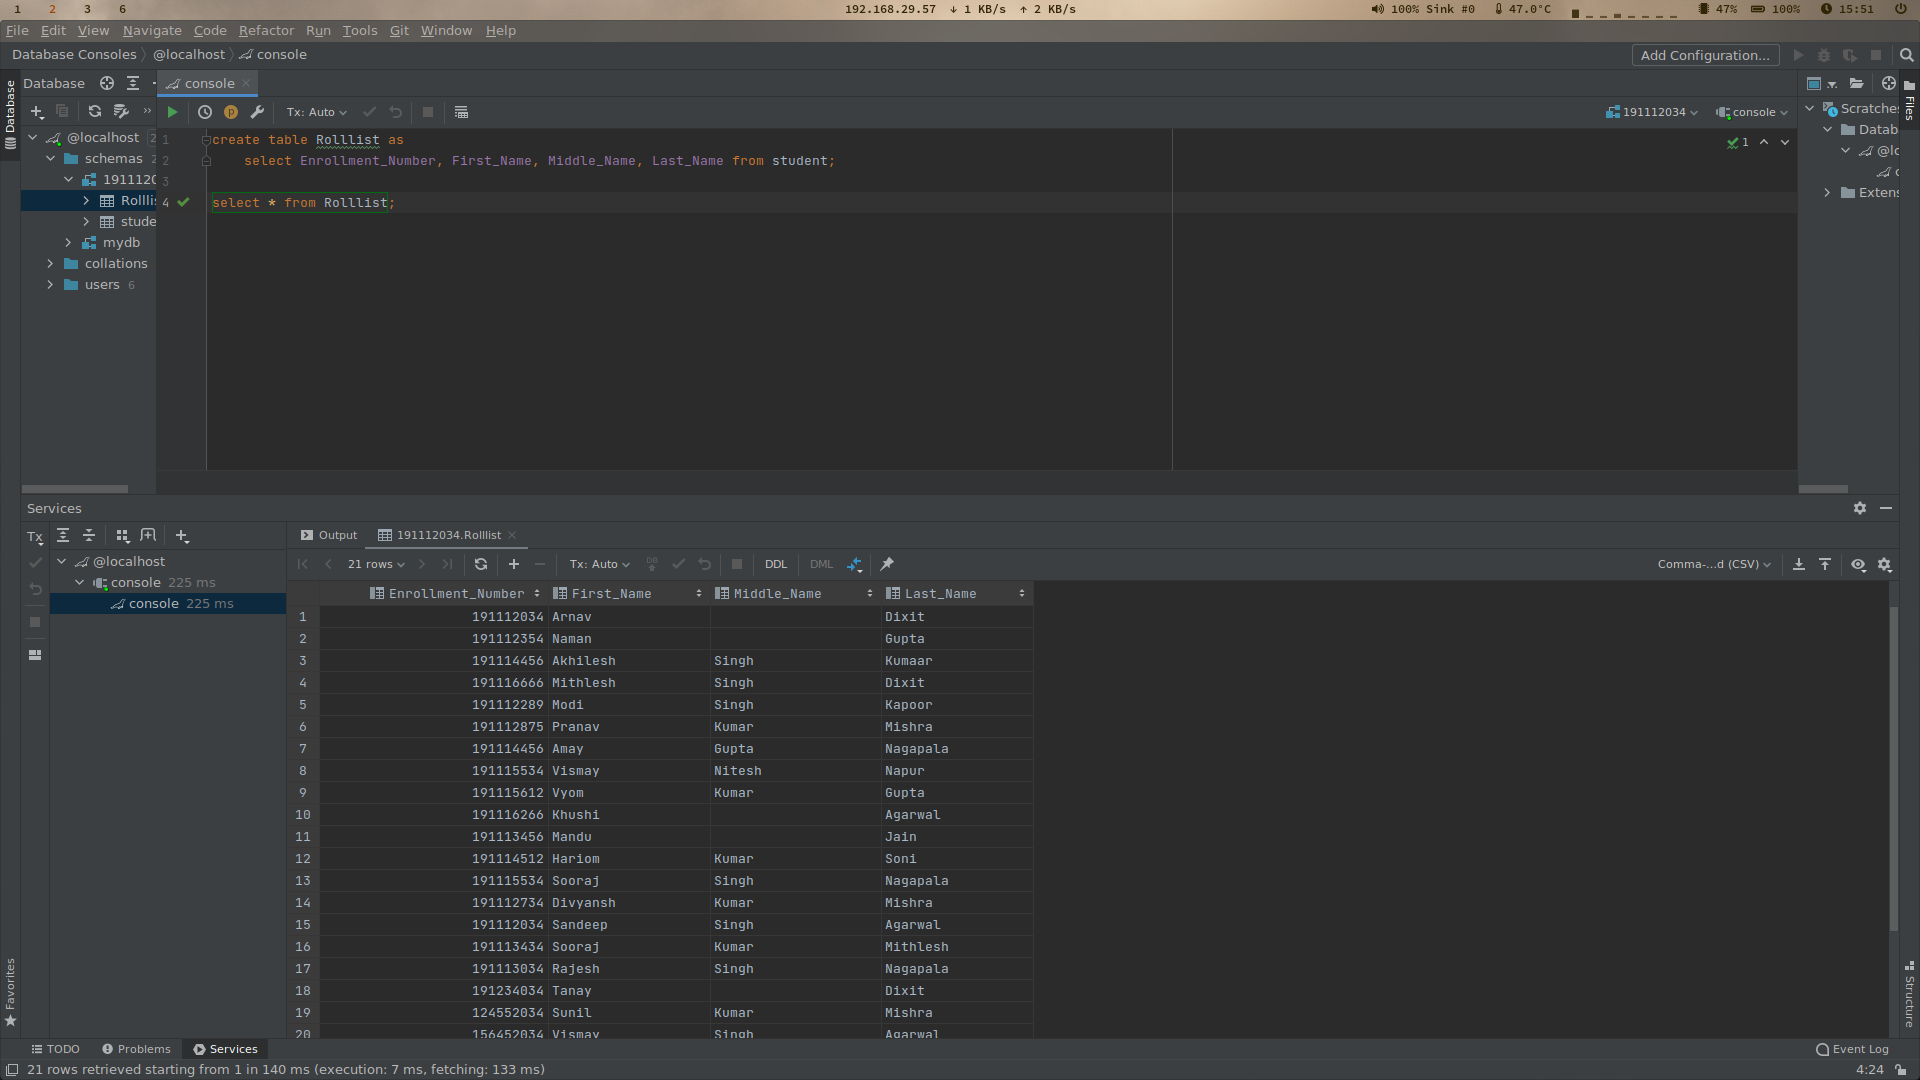 1 2 3 6 192.168.29.57 ↓ 1 KB/s ↑ 2 KB/s 100% Sink #0 47.0°C 47% 100% 15:51
File Edit View Navigate Code Refactor Run Tools Git Window Help
Database Consoles @localhost console Add Configuration...
Database console
Tx: Auto 191112034 console
Database
Files
@localhost 2
schemas 2
191112
Rolllis
stude
mydb
collations
users 6
1 create table Rolllist as
2 select Enrollment_Number, First_Name, Middle_Name, Last_Name from student;
3
4 select * from Rolllist;
1
Scratches
Datab
@lc
c
Extens
Services
Tx
@localhost
console 225 ms
console 225 ms
Output 191112034.Rolllist
21 rows Tx: Auto DB DDL DML Comma-...d (CSV)
Enrollment_Number First_Name Middle_Name Last_Name
1 191112034 Arnav Dixit
2 191112354 Naman Gupta
3 191114456 Akhilesh Singh Kumaar
4 191116666 Mithlesh Singh Dixit
5 191112289 Modi Singh Kapoor
6 191112875 Pranav Kumar Mishra
7 191114456 Amay Gupta Nagapala
8 191115534 Vismay Nitesh Napur
9 191115612 Vyom Kumar Gupta
10 191116266 Khushi Agarwal
11 191113456 Mandu Jain
12 191114512 Hariom Kumar Soni
13 191115534 Sooraj Singh Nagapala
14 191112734 Divyansh Kumar Mishra
15 191112034 Sandeep Singh Agarwal
16 191113434 Sooraj Kumar Mithlesh
17 191113034 Rajesh Singh Nagapala
18 191234034 Tanay Dixit
19 124552034 Sunil Kumar Mishra
20 156452034 Vismay Singh Agarwal
Favorites
Structure
TODO Problems Services Event Log
21 rows retrieved starting from 1 in 140 ms (execution: 7 ms, fetching: 133 ms) 4:24